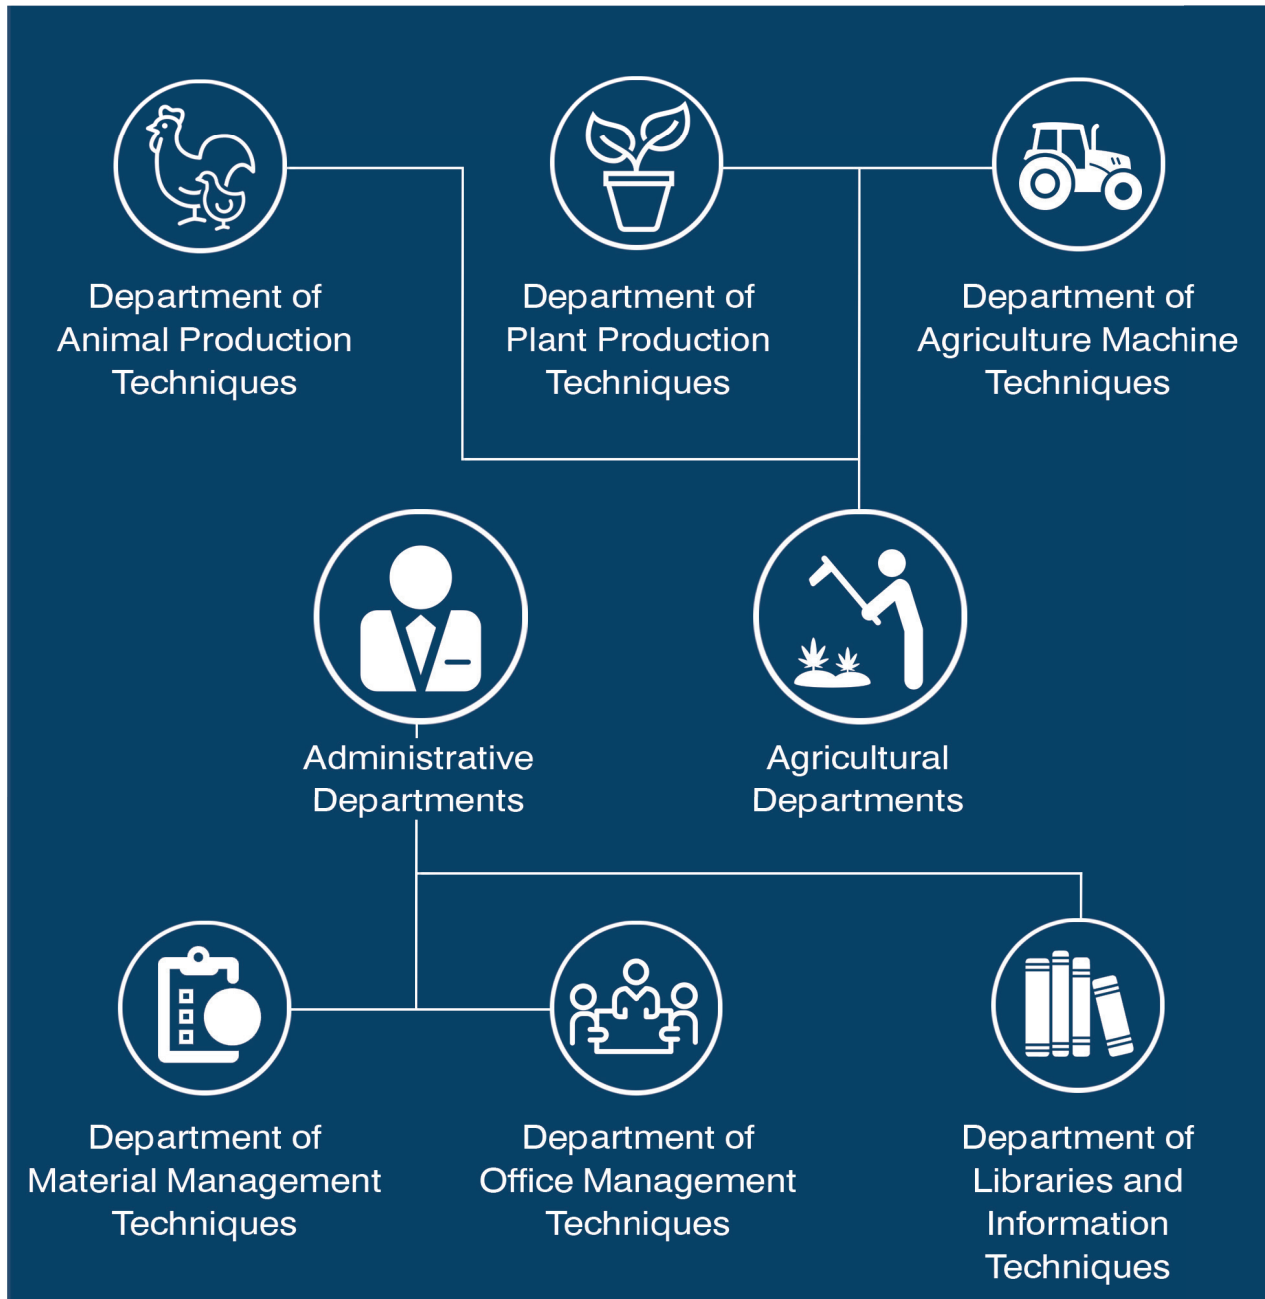 Department of
Animal Production
Techniques
Department of
Plant Production
Techniques
Department of
Agriculture Machine
Techniques
Administrative
Departments
Agricultural
Departments
Department of
Material Management
Techniques
Department of
Office Management
Techniques
Department of
Libraries and
Information
Techniques